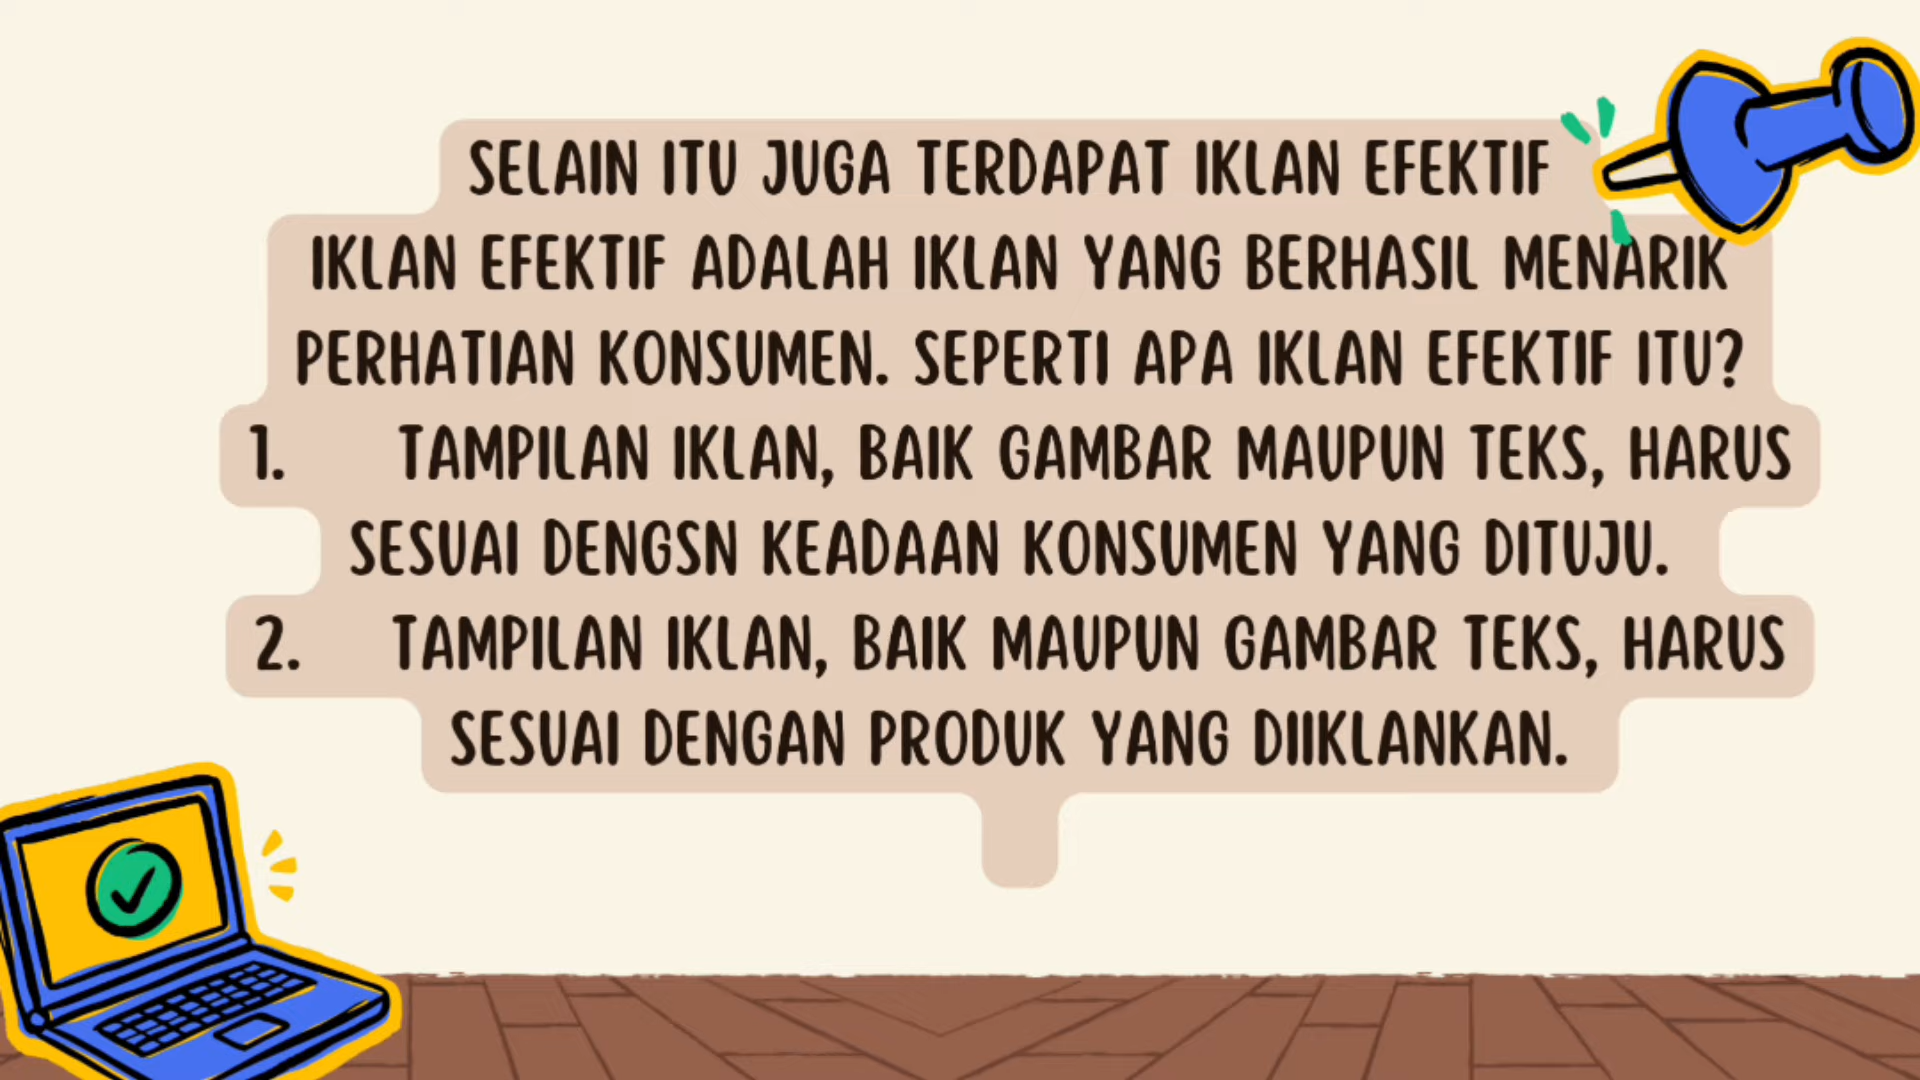 SELAIN ITU JUGA TERDAPAT IKLAN EFEKTIF
IKLAN EFEKTIF ADALAH IKLAN YANG BERHASIL MENARIK
PERHATIAN KONSUMEN. SEPERTI APA IKLAN EFEKTIF ITU?
1. TAMPILAN IKLAN, BAIK GAMBAR MAUPUN TEKS, HARUS
SESUAI DENGSN KEADAAN KONSUMEN YANG DITUJU.
2. TAMPILAN IKLAN, BAIK MAUPUN GAMBAR TEKS, HARUS
SESUAI DENGAN PRODUK YANG DIIKLANKAN.